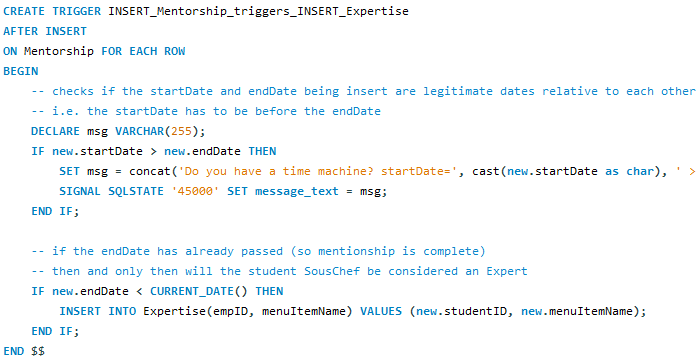 CREATE TRIGGER INSERT_Mentorship_triggers_INSERT_Expertise
AFTER INSERT
ON Mentorship FOR EACH ROW
BEGIN
-- checks if the startDate and endDate being insert are legitimate dates relative to each other
-- i.e. the startDate has to be before the endDate
DECLARE msg VARCHAR(255);
IF new.startDate > new.endDate THEN
SET msg = concat('Do you have a time machine? startDate=', cast(new.startDate as char), ' >
SIGNAL SQLSTATE '45000' SET message_text = msg;
END IF;
-- if the endDate has already passed (so mentionship is complete)
-- then and only then will the student SousChef be considered an Expert
IF new.endDate < CURRENT_DATE() THEN
INSERT INTO Expertise(empID, menuItemName) VALUES (new.studentID, new.menuItemName);
END IF;
END $$